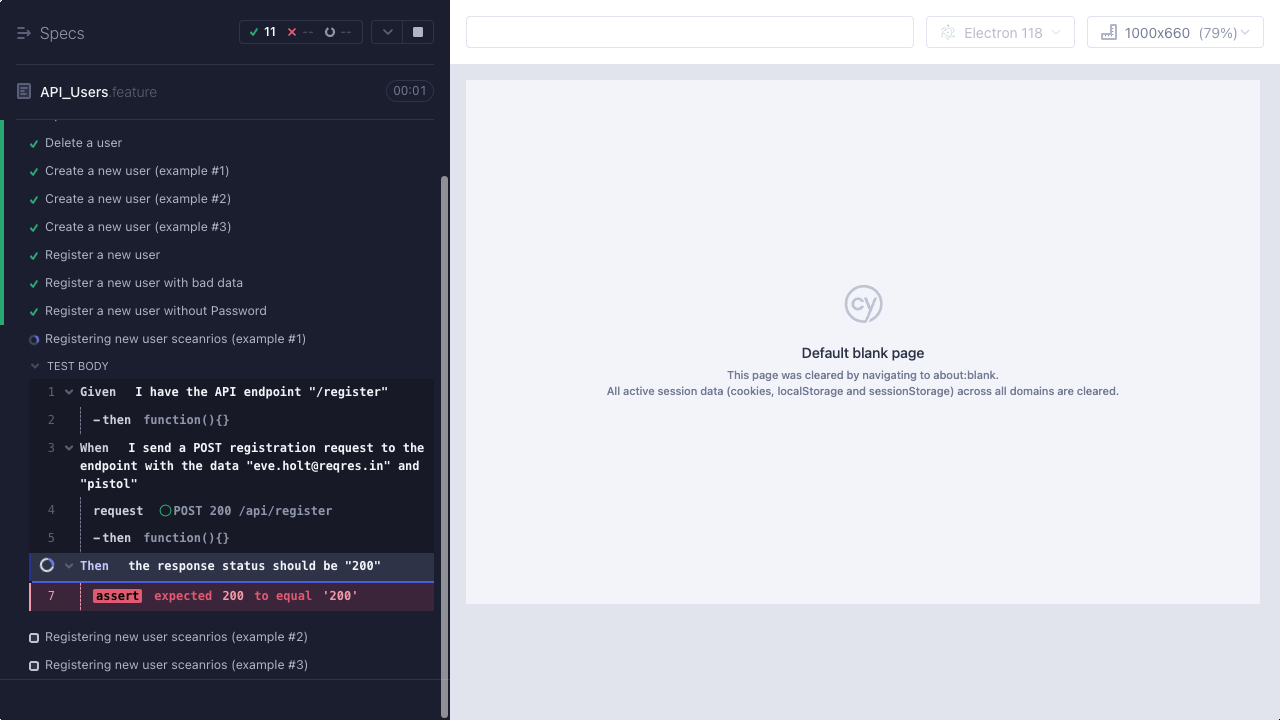 Specs
11
--
--
Electron 118
1000x660 (79%)
API_Users.feature
00:01
Delete a user
Create a new user (example #1)
Create a new user (example #2)
Create a new user (example #3)
Register a new user
Register a new user with bad data
Register a new user without Password
Registering new user sceanrios (example #1)
TEST BODY
1 Given I have the API endpoint "/register"
2 -then function(){}
3 When I send a POST registration request to the
endpoint with the data "eve.holt@reqres.in" and
"pistol"
4 request POST 200 /api/register
5 -then function(){}
Then the response status should be "200"
7 assert expected 200 to equal '200'
Registering new user sceanrios (example #2)
Registering new user sceanrios (example #3)
cy
Default blank page
This page was cleared by navigating to about:blank.
All active session data (cookies, localStorage and sessionStorage) across all domains are cleared.